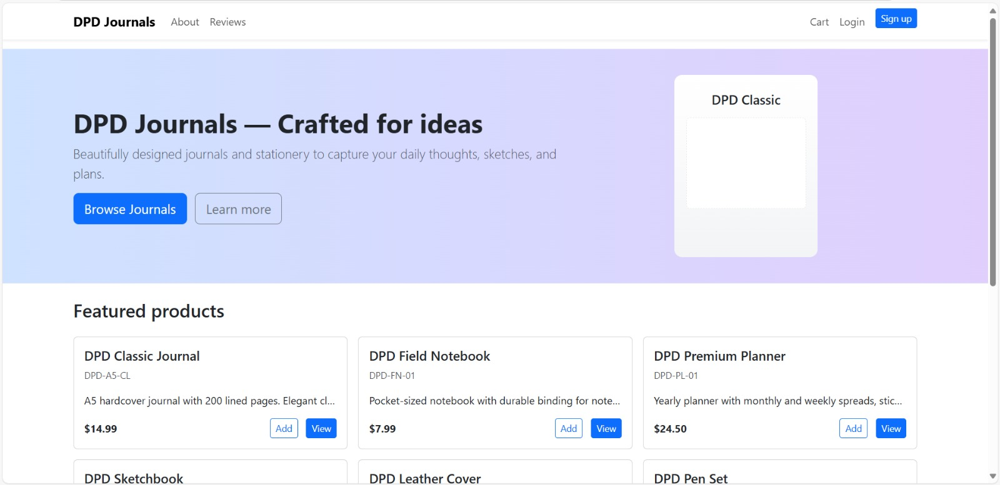 DPD Journals
About
Reviews
Cart
Login
Sign up
DPD Journals — Crafted for ideas
Beautifully designed journals and stationery to capture your daily thoughts, sketches, and
plans.
Browse Journals
Learn more
DPD Classic
Featured products
DPD Classic Journal
DPD-A5-CL
A5 hardcover journal with 200 lined pages. Elegant cl...
$14.99
Add
View
DPD Field Notebook
DPD-FN-01
Pocket-sized notebook with durable binding for note...
$7.99
Add
View
DPD Premium Planner
DPD-PL-01
Yearly planner with monthly and weekly spreads, stic...
$24.50
Add
View
DPD Sketchbook
DPD Leather Cover
DPD Pen Set